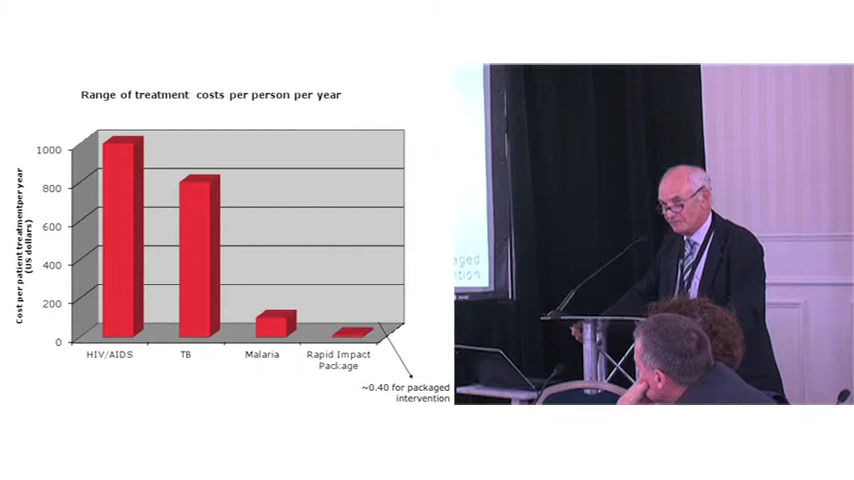 Range of treatment costs per person per year
Cost per patient treatmentper year
(US dollars)
1000
800
600
400
200
0
HIV/AIDS
TB
Malaria
Rapid Impact
Package
~0.40 for packaged
intervention